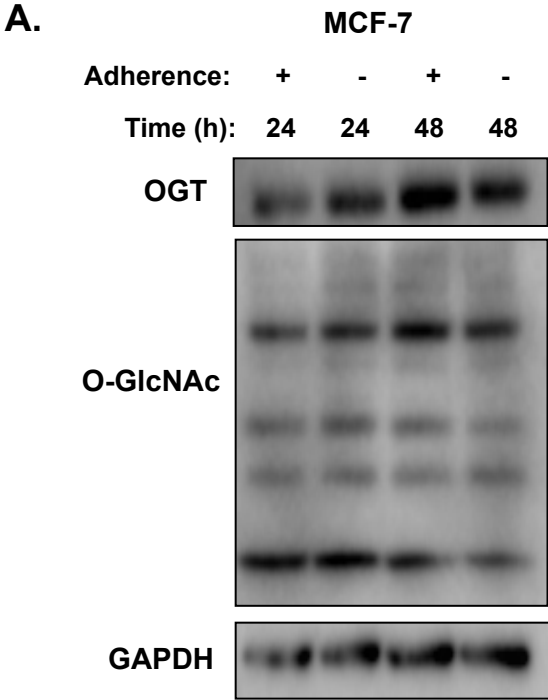 A.
MCF-7
Adherence: + - + -
Time (h): 24 24 48 48
OGT
O-GlcNAc
GAPDH